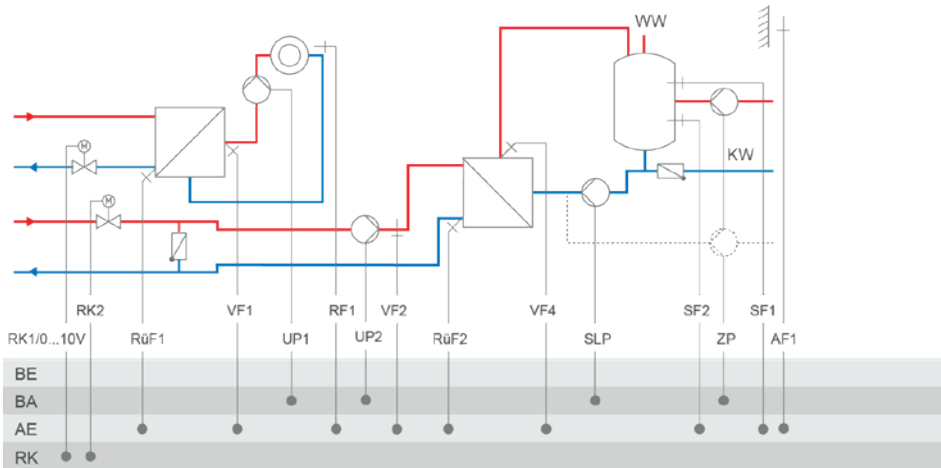 WW
M
KW
M
RK2 VF1 RF1 VF2 VF4 SF2 SF1
RK1/0...10V RüF1 UP1 UP2 RüF2 SLP ZP AF1
BE
BA
AE
RK